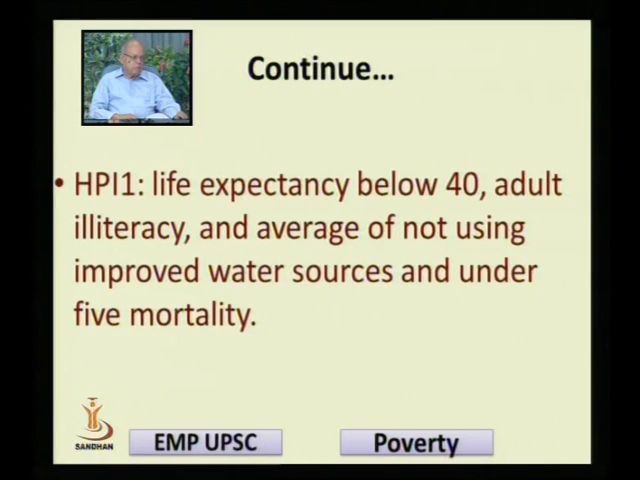 Continue...
• HPI1: life expectancy below 40, adult
illiteracy, and average of not using
improved water sources and under
five mortality.
SANDHAN
EMP UPSC
Poverty